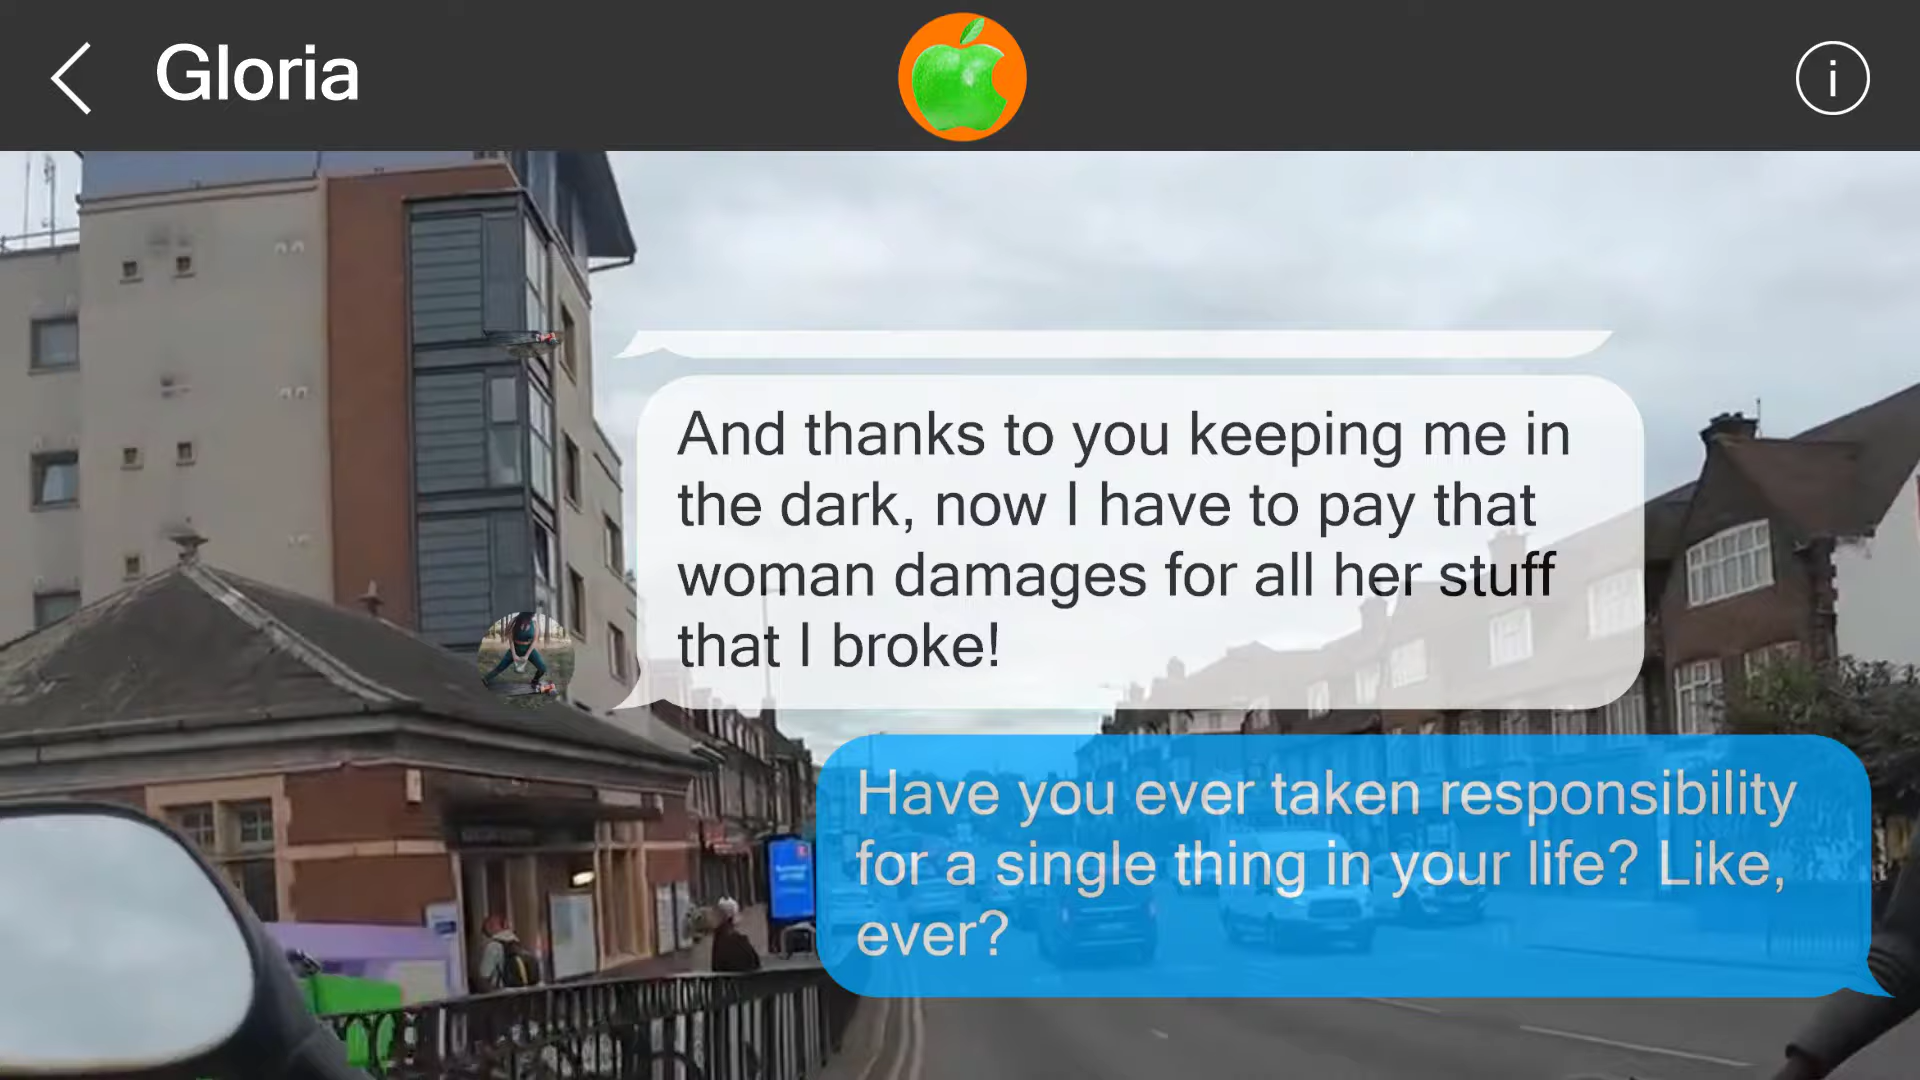 Gloria
i
And thanks to you keeping me in
the dark, now I have to pay that
woman damages for all her stuff
that I broke!
Have you ever taken responsibility
for a single thing in your life? Like,
ever?